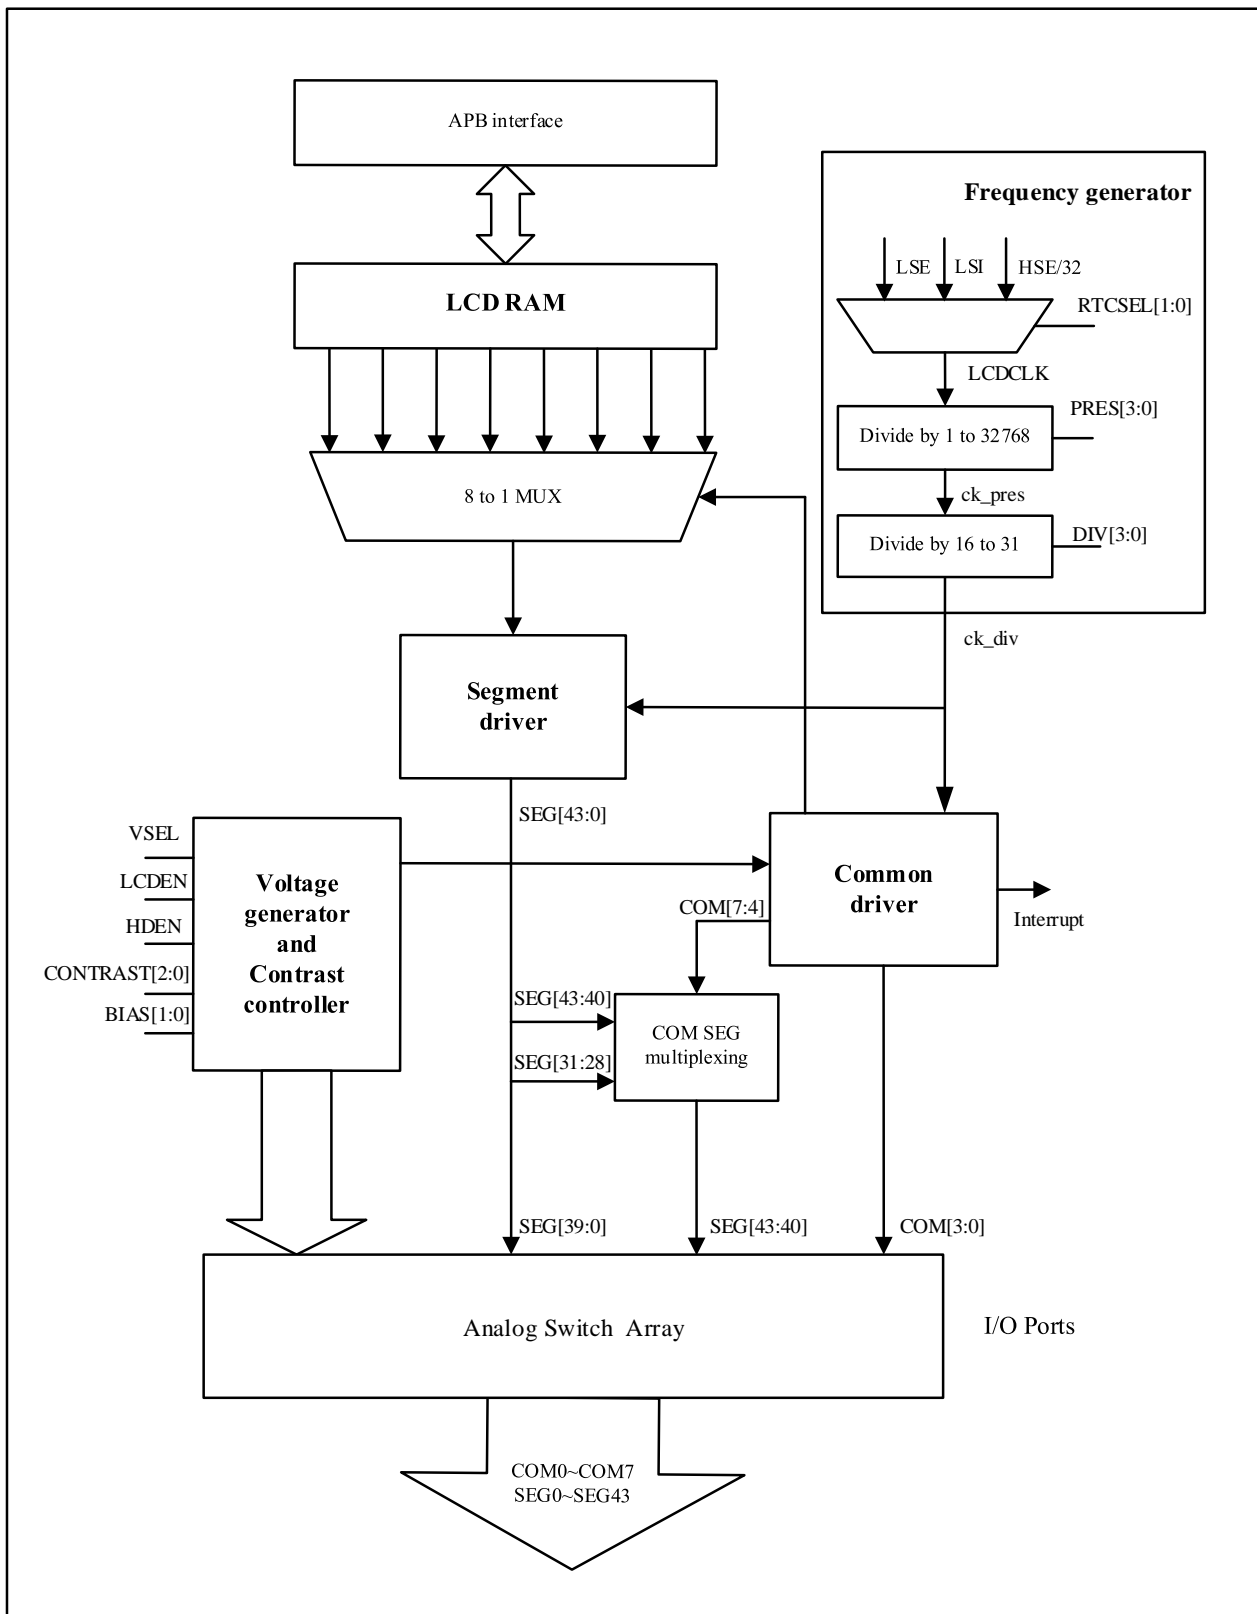 APB interface
Frequency generator
LSE
LSI
HSE/32
RTCSEL[1:0]
LCD RAM
LCDCLK
PRES[3:0]
Divide by 1 to 32768
8 to 1 MUX
ck_pres
DIV[3:0]
Divide by 16 to 31
ck_div
Segment
driver
SEG[43:0]
VSEL
LCDEN
HDEN
CONTRAST[2:0]
BIAS[1:0]
Voltage
generator
and
Contrast
controller
Common
driver
COM[7:4]
Interrupt
SEG[43:40]
SEG[31:28]
COM SEG
multiplexing
SEG[39:0]
SEG[43:40]
COM[3:0]
Analog Switch Array
I/O Ports
COM0~COM7
SEG0~SEG43